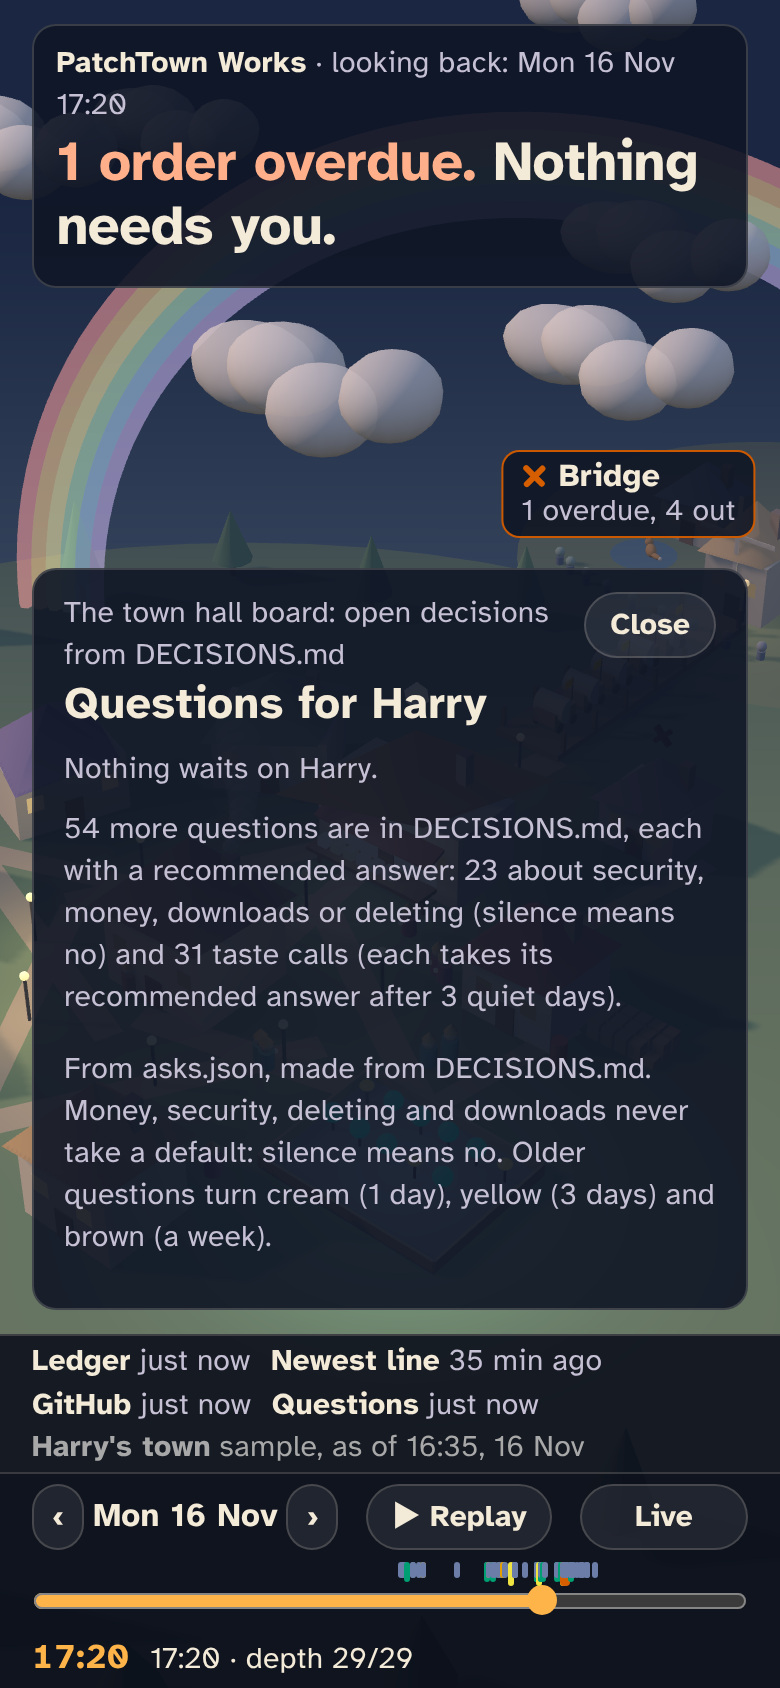 PatchTown Works · looking back: Mon 16 Nov
17:20
1 order overdue. Nothing
needs you.
Bridge
1 overdue, 4 out
The town hall board: open decisions
from DECISIONS.md
Close
Questions for Harry
Nothing waits on Harry.
54 more questions are in DECISIONS.md, each
with a recommended answer: 23 about security,
money, downloads or deleting (silence means
no) and 31 taste calls (each takes its
recommended answer after 3 quiet days).
From asks.json, made from DECISIONS.md.
Money, security, deleting and downloads never
take a default: silence means no. Older
questions turn cream (1 day), yellow (3 days) and
brown (a week).
Ledger just now Newest line 35 min ago
GitHub just now Questions just now
Harry's town sample, as of 16:35, 16 Nov
‹ Mon 16 Nov › ▶ Replay Live
17:20 17:20 · depth 29/29